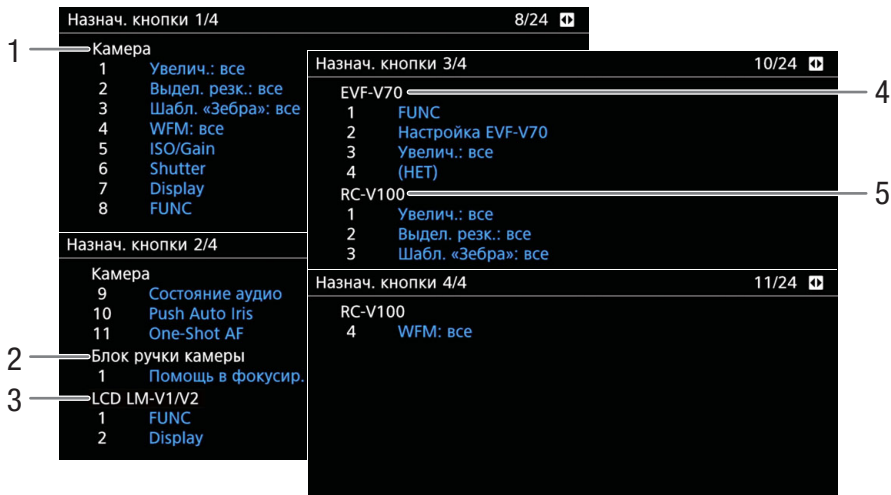 Назнач. кнопки 1/4 8/24
1 Камера
1 Увелич.: все
2 Выдел. резк.: все
3 Шабл. «Зебра»: все
4 WFM: все
5 ISO/Gain
6 Shutter
7 Display
8 FUNC
Назнач. кнопки 2/4
Камера
9 Состояние аудио
10 Push Auto Iris
11 One-Shot AF
2 Блок ручки камеры
1 Помощь в фокусир.
3 LCD LM-V1/V2
1 FUNC
2 Display
Назнач. кнопки 3/4 10/24
EVF-V70 4
1 FUNC
2 Настройка EVF-V70
3 Увелич.: все
4 (НЕТ)
RC-V100 5
1 Увелич.: все
2 Выдел. резк.: все
3 Шабл. «Зебра»: все
Назнач. кнопки 4/4 11/24
RC-V100
4 WFM: все